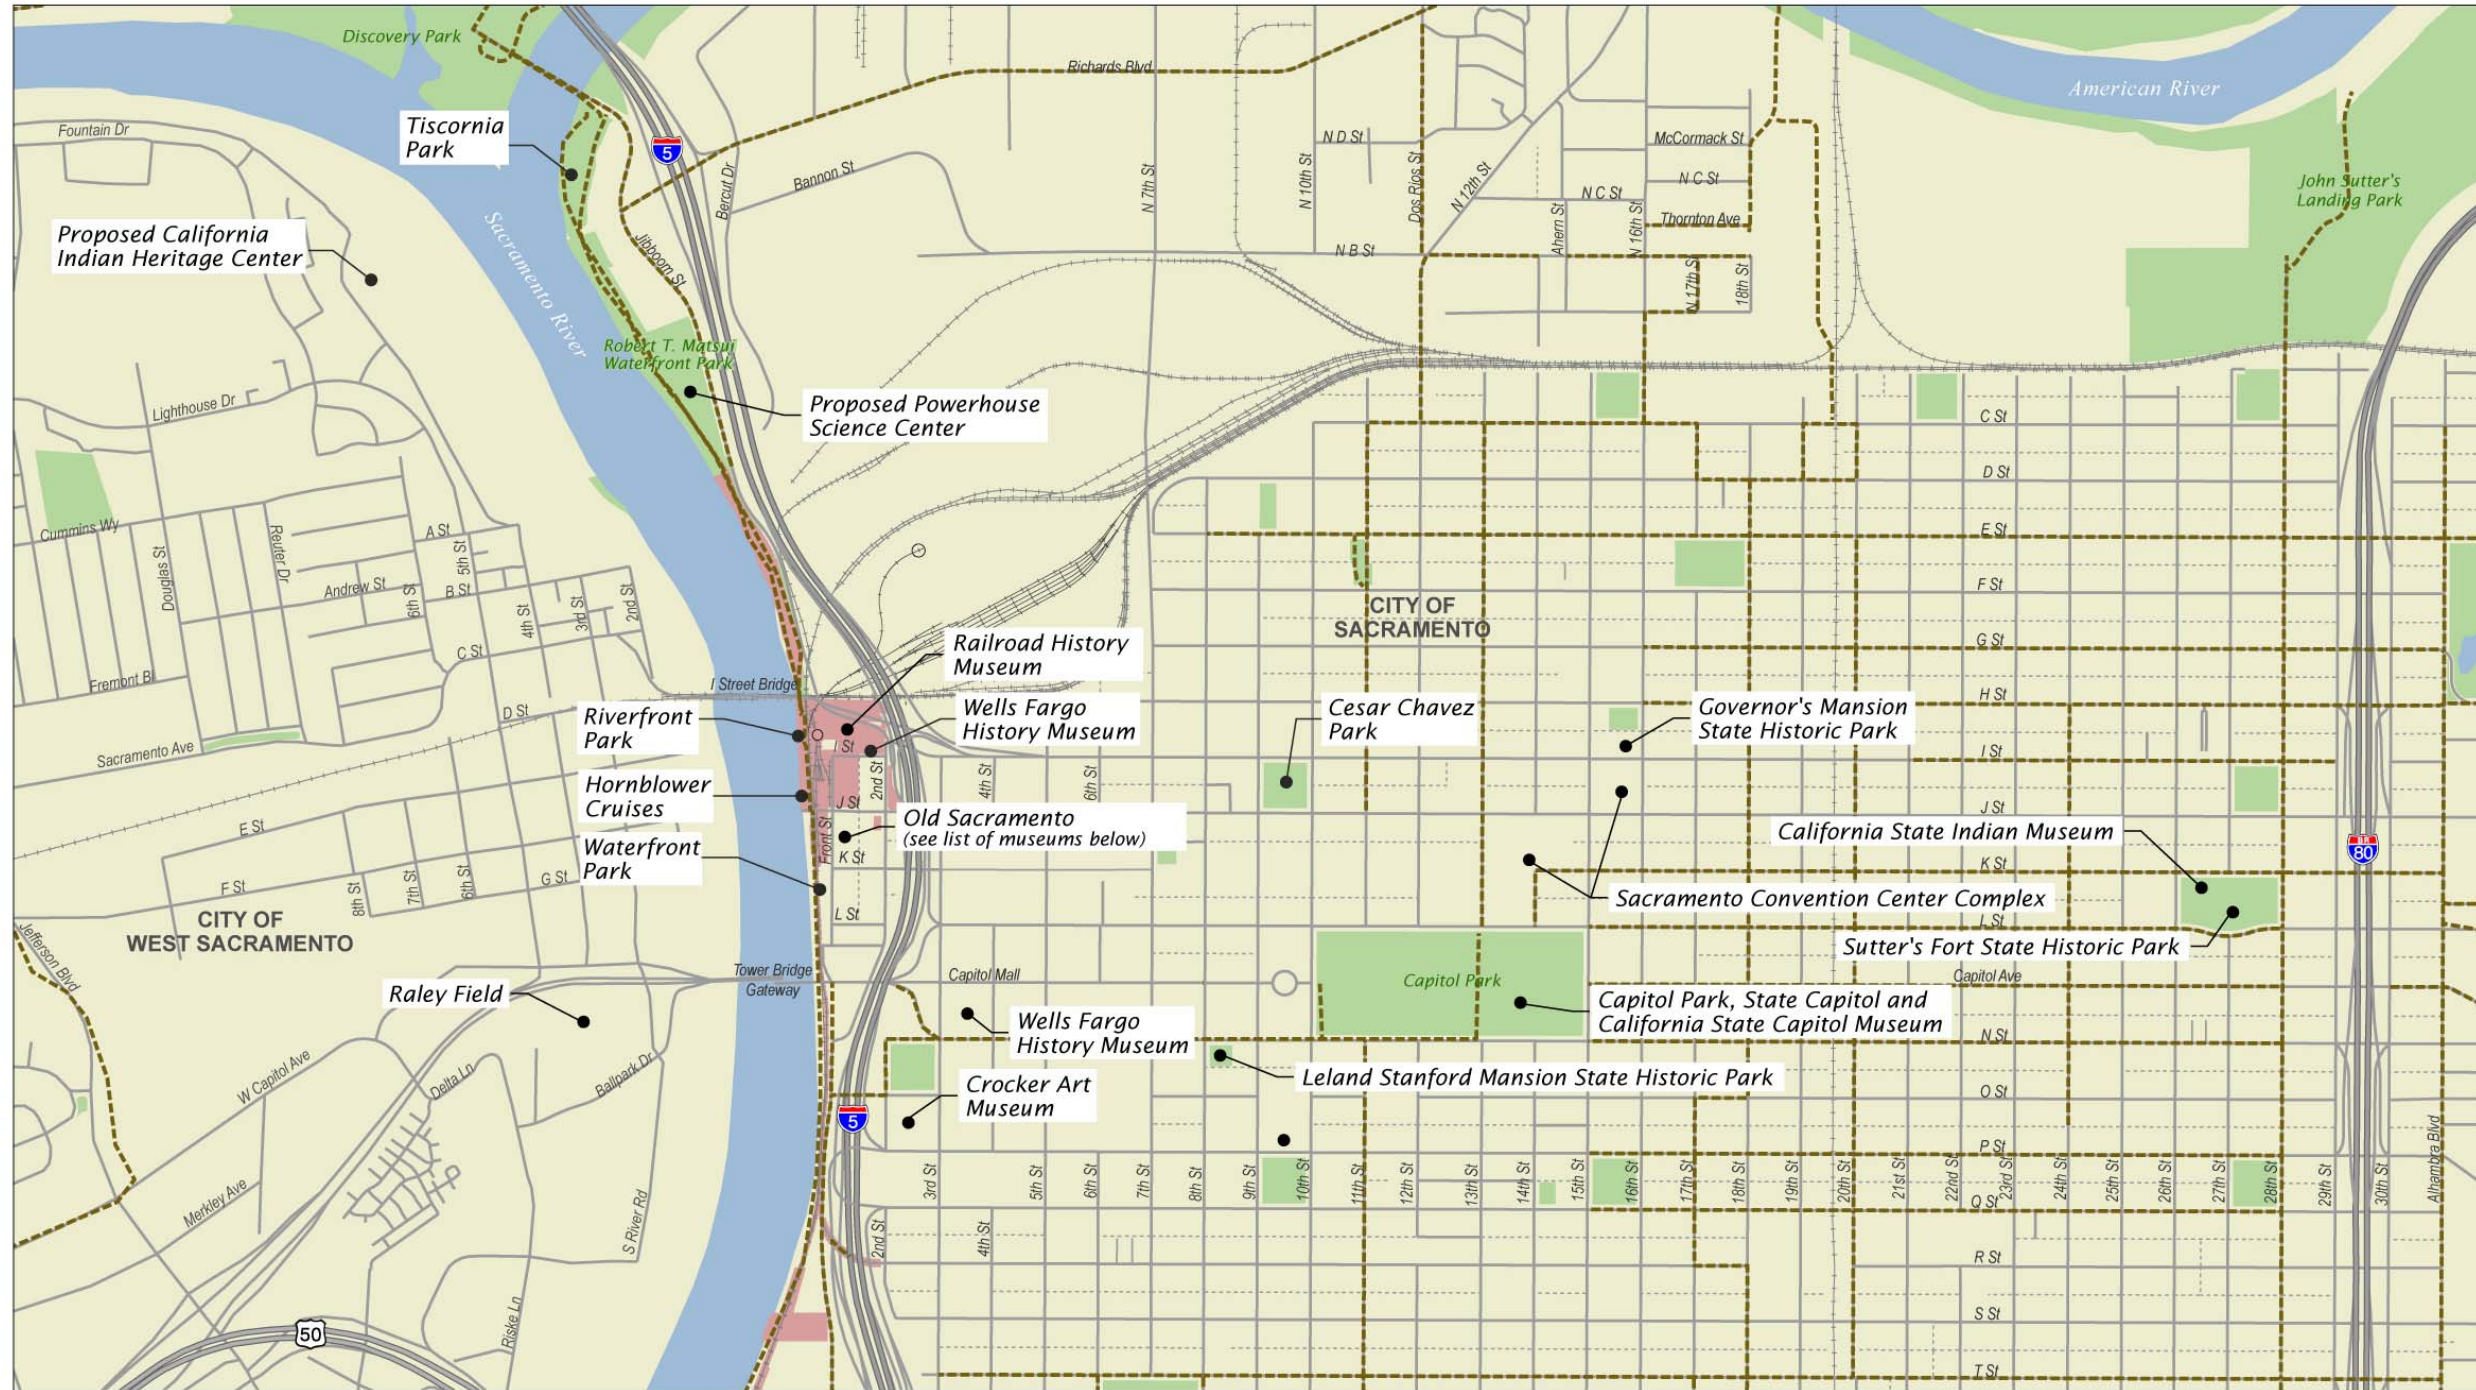 Discovery Park
Richards Blvd
American River
Tiscornia
Park
Fountain Dr
5
N D St
McCormack St
Bannon St
Bercut Dr
N 7th St
N 10th St
Dos Rios St
N 12th St
N C St
N C St
John Sutter's
Landing Park
Ahern St
N 16th St
Thornton Ave
Proposed California
Indian Heritage Center
Sacramento River
Jibboom St
N B St
N 17th St
18th St
Robert T. Matsui
Waterfront Park
Lighthouse Dr
Proposed Powerhouse
Science Center
C St
D St
E St
F St
G St
H St
I St
J St
K St
L St
Cummins Wy
Douglas St
Reuter Dr
A St
5th St
Andrew St
6th St
B St
4th St
3rd St
2nd St
C St
Fremont Bl
D St
Sacramento Ave
CITY OF
SACRAMENTO
Railroad History
Museum
I Street Bridge
Riverfront
Park
Wells Fargo
History Museum
Cesar Chavez
Park
Governor's Mansion
State Historic Park
I St
2nd St
4th St
6th St
Hornblower
Cruises
J St
Old Sacramento
(see list of museums below)
Front St
K St
California State Indian Museum
BR
80
Waterfront
Park
E St
F St
8th St
7th St
6th St
G St
L St
Sacramento Convention Center Complex
CITY OF
WEST SACRAMENTO
Sutter's Fort State Historic Park
Jefferson Blvd
Tower Bridge
Gateway
Capitol Mall
Capitol Park
Capitol Ave
Raley Field
Wells Fargo
History Museum
Capitol Park, State Capitol and
California State Capitol Museum
N St
W Capitol Ave
Delta Ln
Ballpark Dr
Leland Stanford Mansion State Historic Park
Crocker Art
Museum
O St
5
P St
Merkley Ave
S River Rd
3rd St
5th St
6th St
7th St
8th St
9th St
10th St
11th St
12th St
13th St
14th St
15th St
16th St
17th St
18th St
19th St
20th St
21st St
22nd St
23rd St
24th St
25th St
26th St
27th St
28th St
29th St
30th St
Alhambra Blvd
Q St
2nd St
4th St
R St
50
Riske Ln
S St
T St